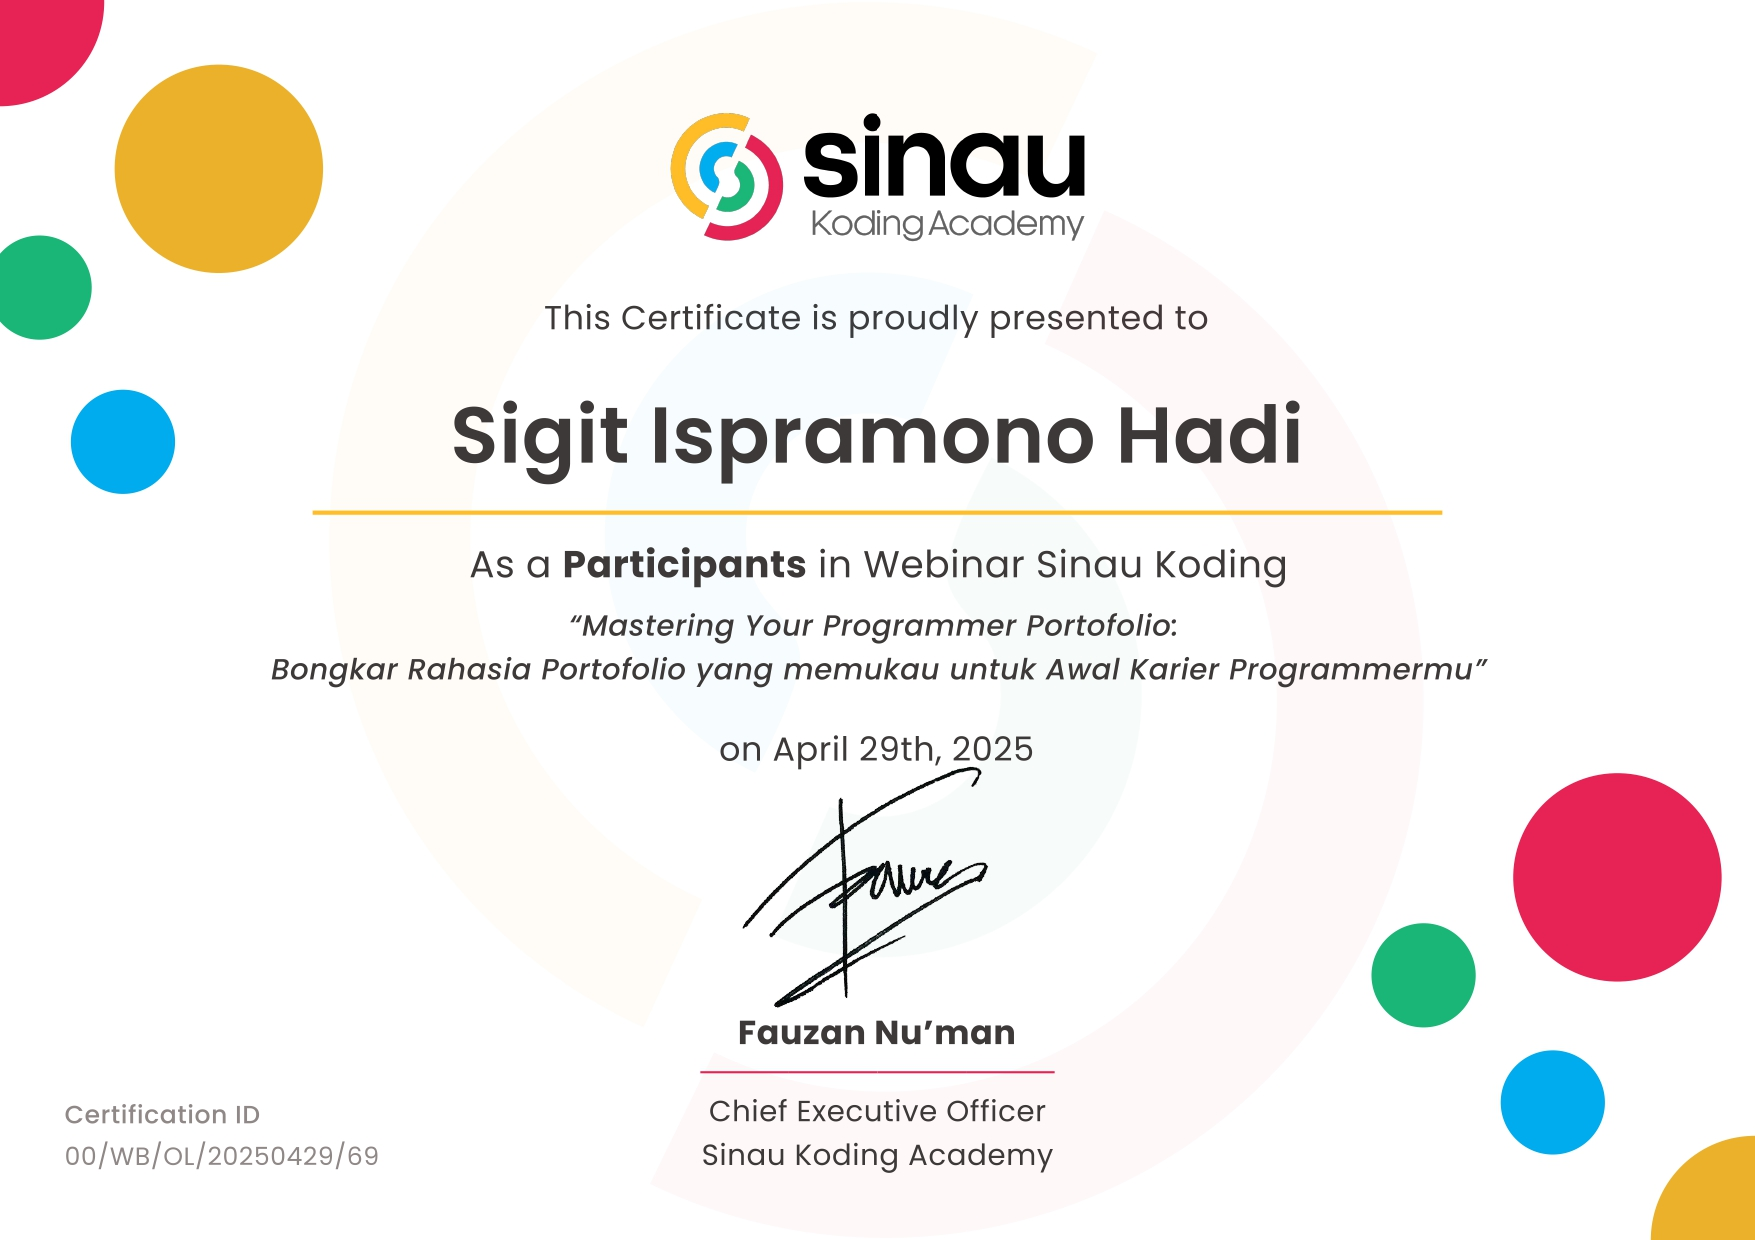 sinau
Koding Academy
This Certificate is proudly presented to
Sigit Ispramono Hadi
As a Participants in Webinar Sinau Koding
“Mastering Your Programmer Portofolio:
Bongkar Rahasia Portofolio yang memukau untuk Awal Karier Programmermu”
on April 29th, 2025
Fauzan Nu’man
Chief Executive Officer
Sinau Koding Academy
Certification ID
00/WB/OL/20250429/69